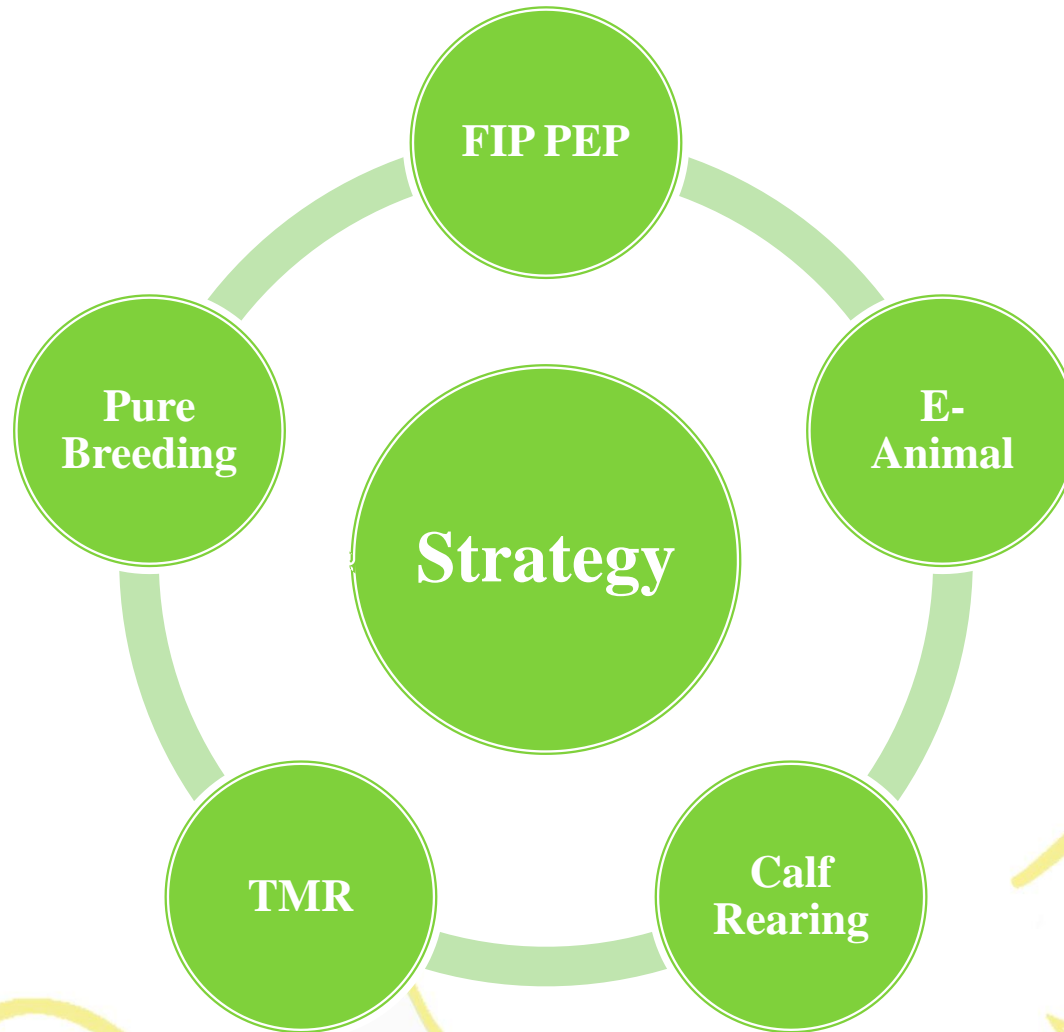 FIP PEP
E-
Animal
Calf
Rearing
TMR
Pure
Breeding
Strategy